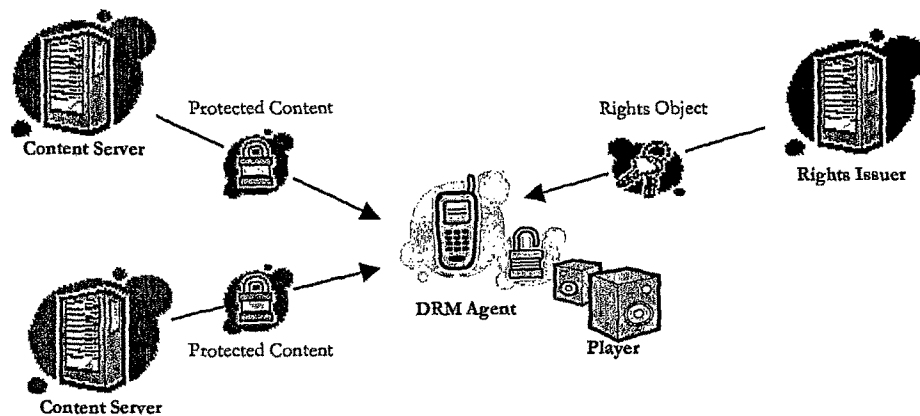 Protected Content
Rights Object
Content Server
Rights Issuer
DRM Agent
Protected Content
Player
Content Server